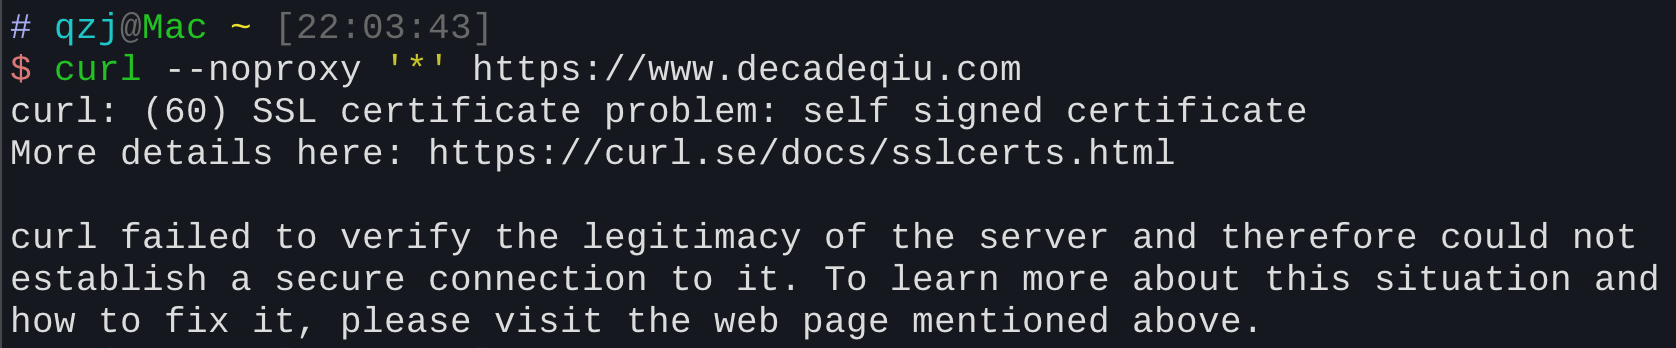 # qzj@Mac ~ [22:03:43]
$ curl --noproxy '*' https://www.decadeqiu.com
curl: (60) SSL certificate problem: self signed certificate
More details here: https://curl.se/docs/sslcerts.html

curl failed to verify the legitimacy of the server and therefore could not
establish a secure connection to it. To learn more about this situation and
how to fix it, please visit the web page mentioned above.